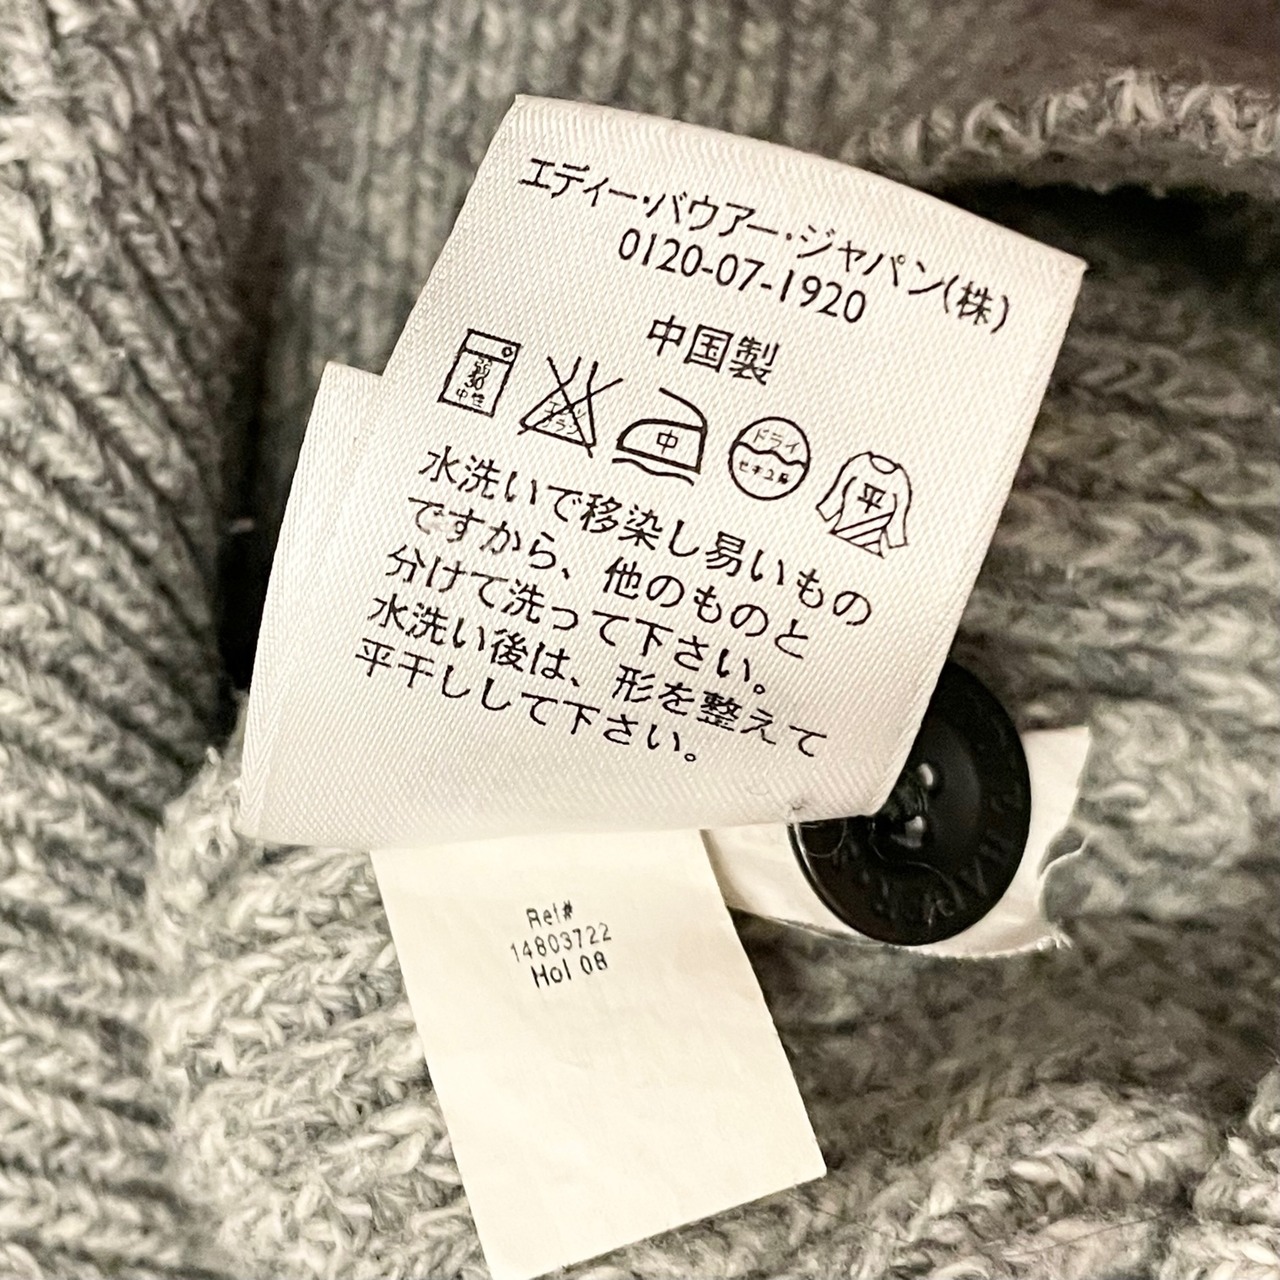 エディー・バウアー・ジャパン(株)
0120-07-1920
中国製
30
中性
中
ドライ
セキユ系
平
水洗いで移染し易いもの
ですから、他のものと
分けて洗って下さい。
水洗い後は、形を整えて
平干しして下さい。
Ref#
14803722
Hol 08